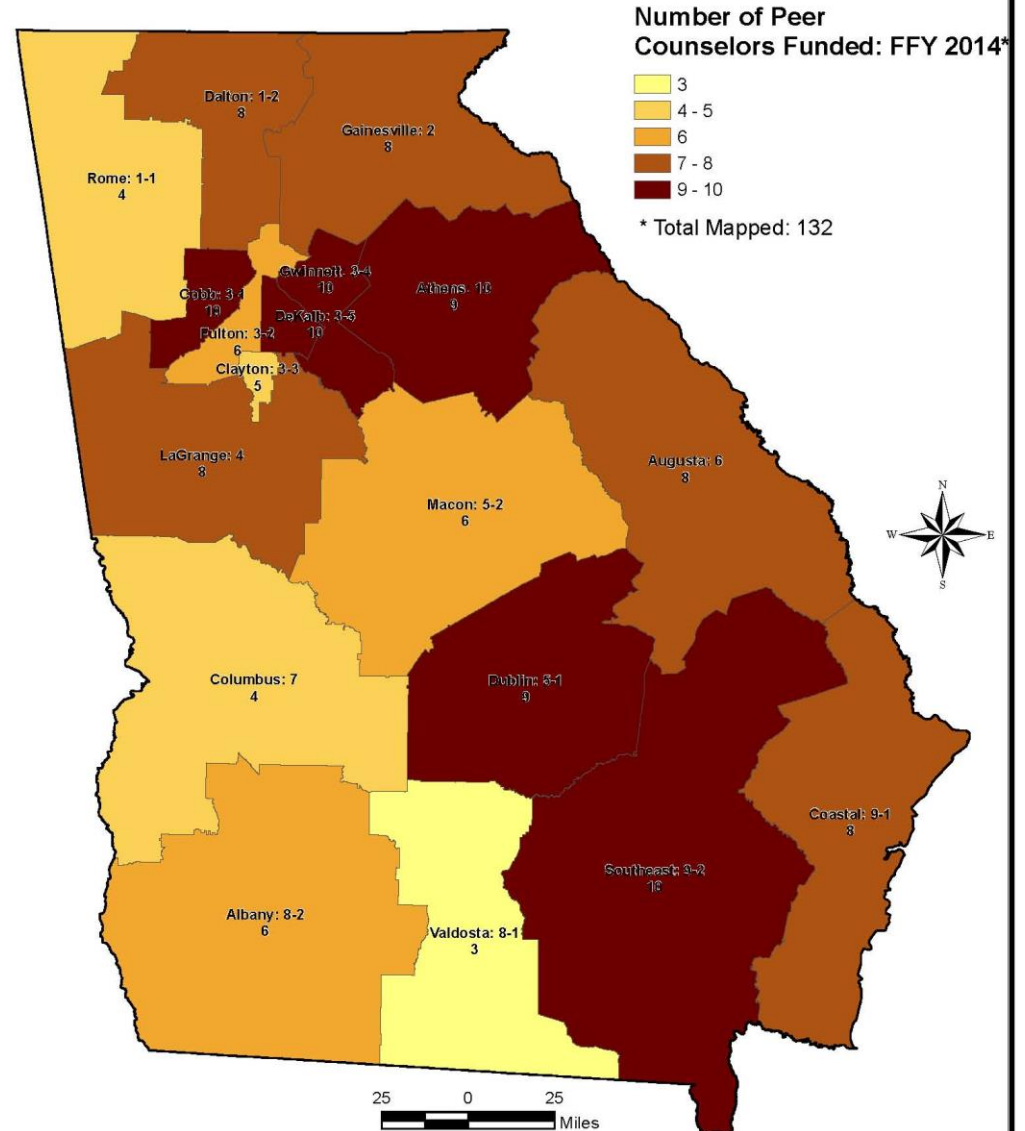 Number of Peer
Counselors Funded: FFY 2014*
3
4 - 5
6
7 - 8
9 - 10
* Total Mapped: 132
Dalton: 1-2
8
Gainesville: 2
8
Rome: 1-1
4
Gwinnett: 3-4
10
Athens: 10
9
Cobb: 3-1
10
DeKalb: 3-5
10
Fulton: 3-2
6
Clayton: 3-3
5
LaGrange: 4
8
Augusta: 6
8
Macon: 5-2
6
N
W
E
S
Columbus: 7
4
Dublin: 5-1
9
Coastal: 9-1
8
Southeast: 9-2
10
Albany: 8-2
6
Valdosta: 8-1
3
25 0 25
Miles